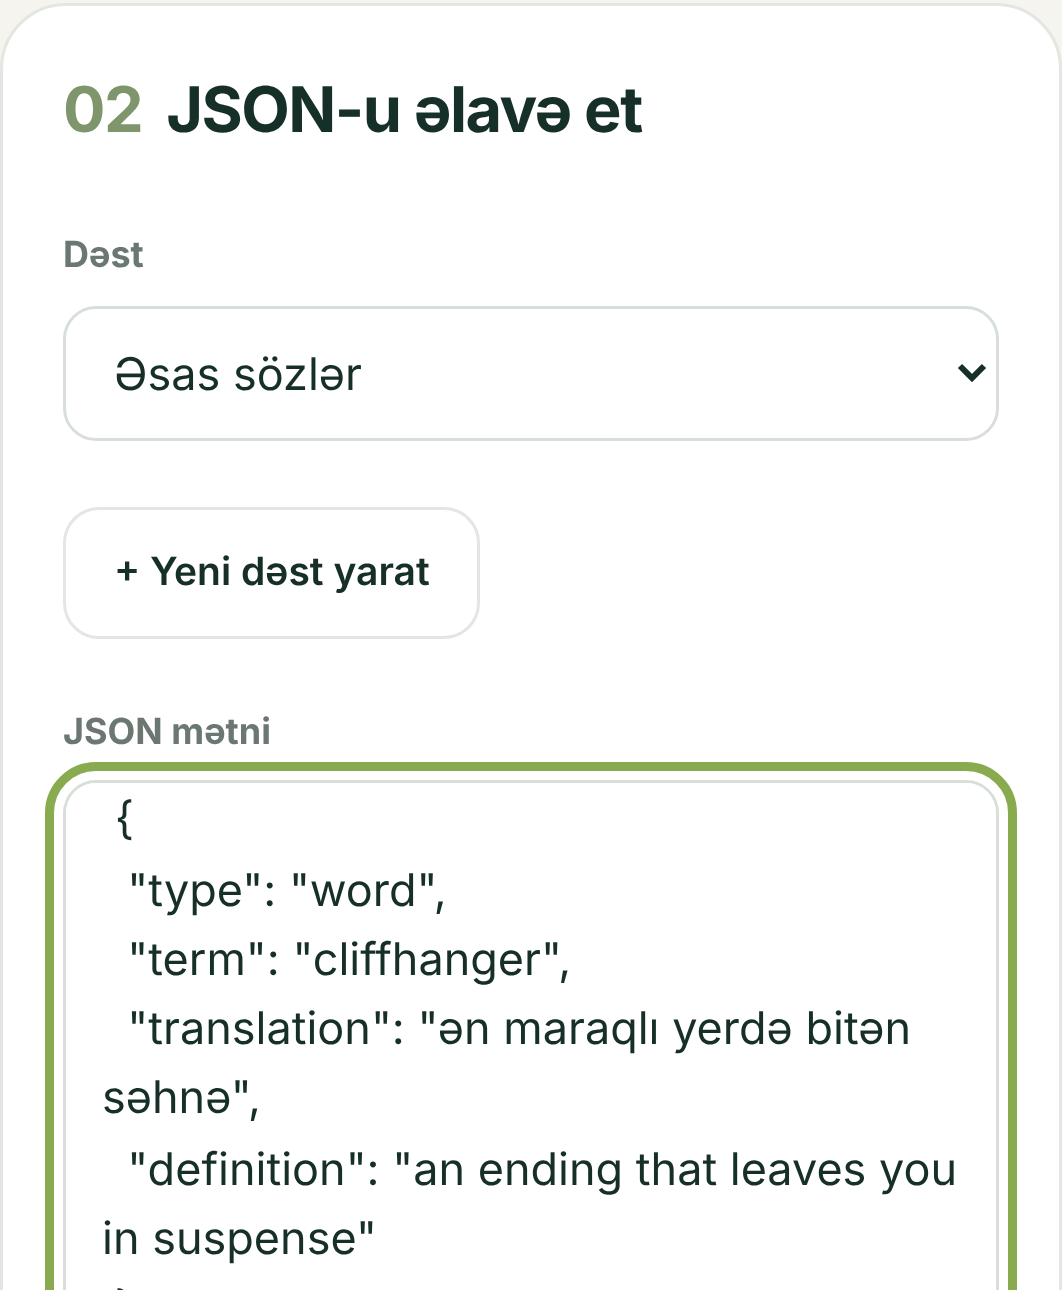 02 JSON-u əlavə et
Dəst
Əsas sözlər
+ Yeni dəst yarat
JSON mətni
{
"type": "word",
"term": "cliffhanger",
"translation": "ən maraqlı yerdə bitən
səhnə",
"definition": "an ending that leaves you
in suspense"